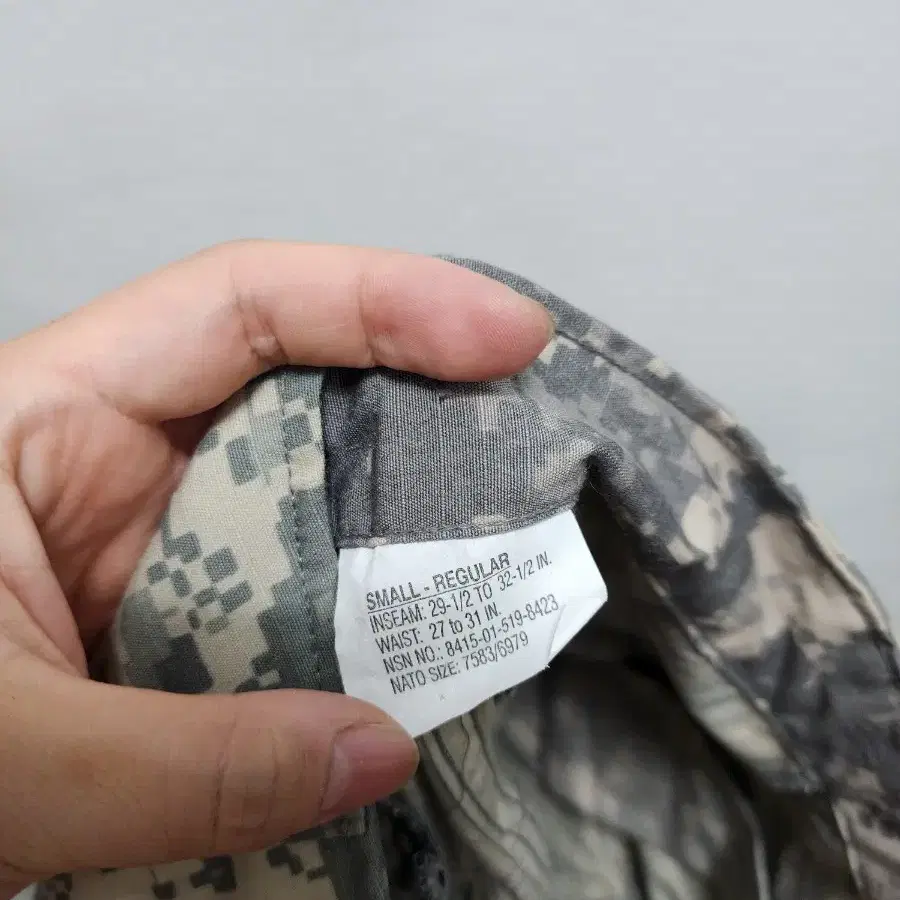 SMALL - REGULAR
INSEAM: 29-1/2 TO 32-1/2 IN.
WAIST: 27 to 31 IN.
NSN NO.: 8415-01-519-8423
NATO SIZE: 7583/6979